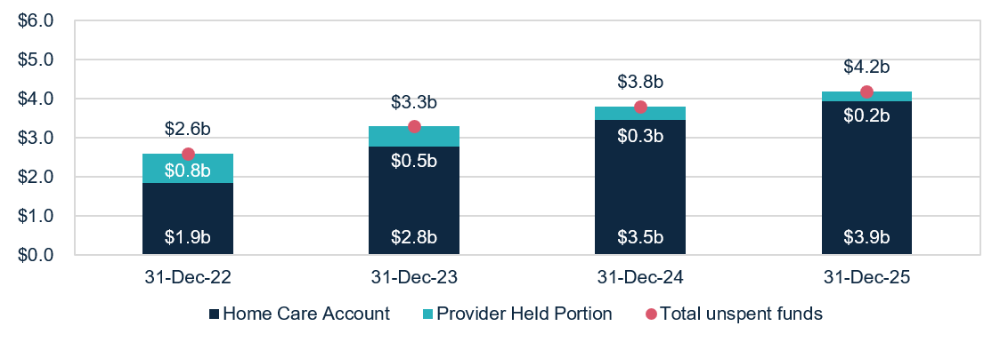 $6.0
$5.0
$4.0
$3.0
$2.0
$1.0
$0.0
$2.6b
$0.8b
$1.9b
$3.3b
$0.5b
$2.8b
$3.8b
$0.3b
$3.5b
$4.2b
$0.2b
$3.9b
31-Dec-22 31-Dec-23 31-Dec-24 31-Dec-25
Home Care Account Provider Held Portion Total unspent funds